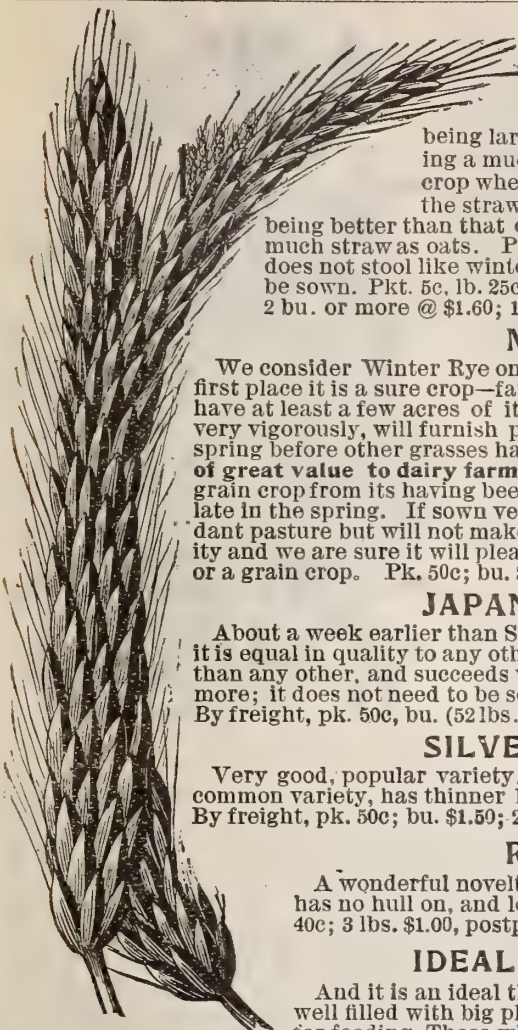 being lar
ing a mu
crop whe
the straw
being better than that
much straw as oats. P
does not stool like winte
be sown. Pkt. 5c, lb. 25c
2 bu. or more @ $1.60; 1
We consider Winter Rye on
first place it is a sure crop—fa
have at least a few acres of it
very vigorously, will furnish p
spring before other grasses ha
of great value to dairy farm
grain crop from its having bee
late in the spring. If sown ve
dant pasture but will not mak
ity and we are sure it will plea
or a grain crop. Pk. 50c; bu.
JAPAN
About a week earlier than S
it is equal in quality to any oth
than any other, and succeeds
more; it does not need to be s
By freight, pk. 50c, bu. (52 lbs.
SILVE
Very good, popular variety,
common variety, has thinner
By freight, pk. 50c; bu. $1.50; 2
R
A wonderful novelt
has no hull on, and l
40c; 3 lbs. $1.00, postp
IDEAL
And it is an ideal t
well filled with big pl
for feeding.